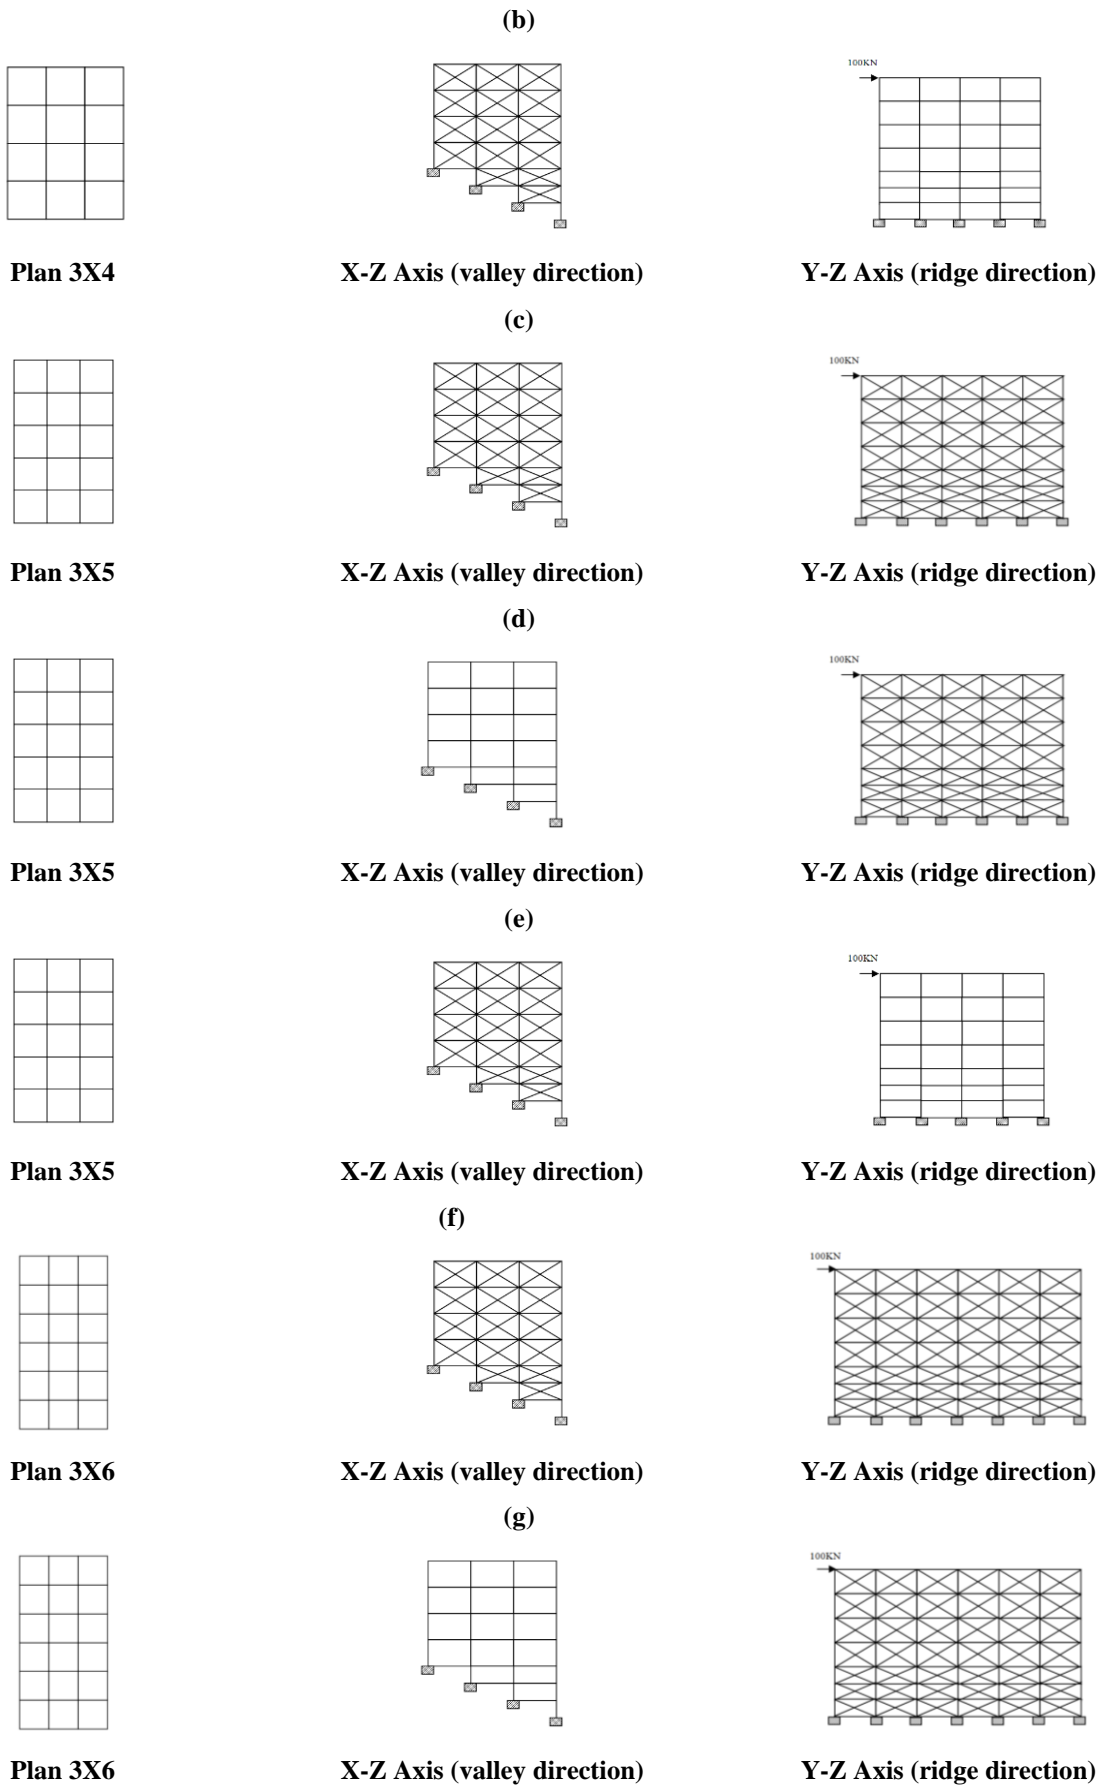 (b)
100KN
Plan 3X4 X-Z Axis (valley direction) Y-Z Axis (ridge direction)
(c)
100KN
Plan 3X5 X-Z Axis (valley direction) Y-Z Axis (ridge direction)
(d)
100KN
Plan 3X5 X-Z Axis (valley direction) Y-Z Axis (ridge direction)
(e)
100KN
Plan 3X5 X-Z Axis (valley direction) Y-Z Axis (ridge direction)
(f)
100KN
Plan 3X6 X-Z Axis (valley direction) Y-Z Axis (ridge direction)
(g)
100KN
Plan 3X6 X-Z Axis (valley direction) Y-Z Axis (ridge direction)